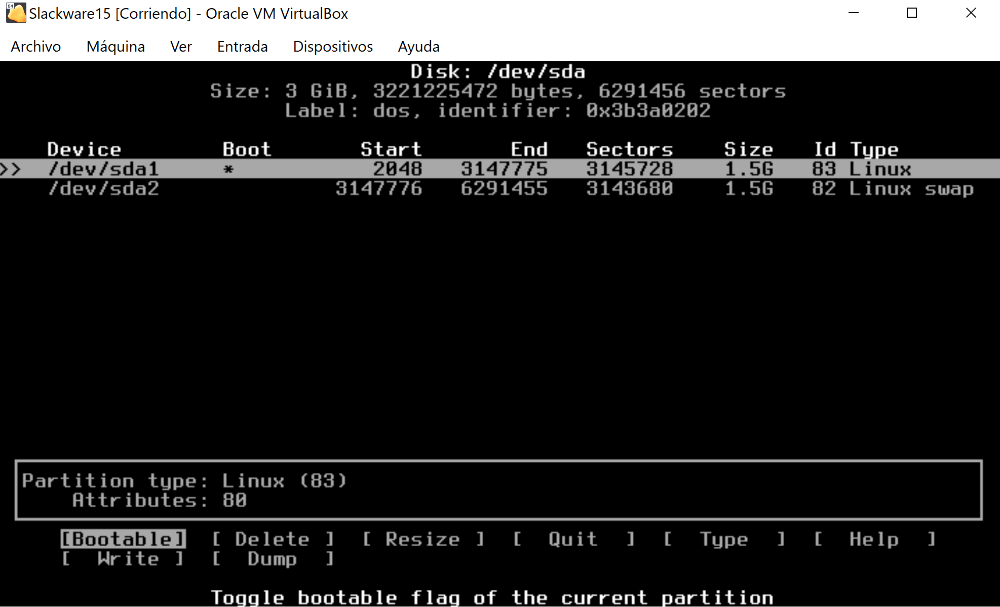 64
Slackware15 [Corriendo] - Oracle VM VirtualBox
Archivo Máquina Ver Entrada Dispositivos Ayuda
Disk: /dev/sda
Size: 3 GiB, 3221225472 bytes, 6291456 sectors
Label: dos, identifier: 0x3b3a0202
Device Boot Start End Sectors Size Id Type
>> /dev/sda1 * 2048 3147775 3145728 1.5G 83 Linux
/dev/sda2 3147776 6291455 3143680 1.5G 82 Linux swap
Partition type: Linux (83)
Attributes: 80
[Bootable] [ Delete ] [ Resize ] [ Quit ] [ Type ] [ Help ]
[ Write ] [ Dump ]
Toggle bootable flag of the current partition